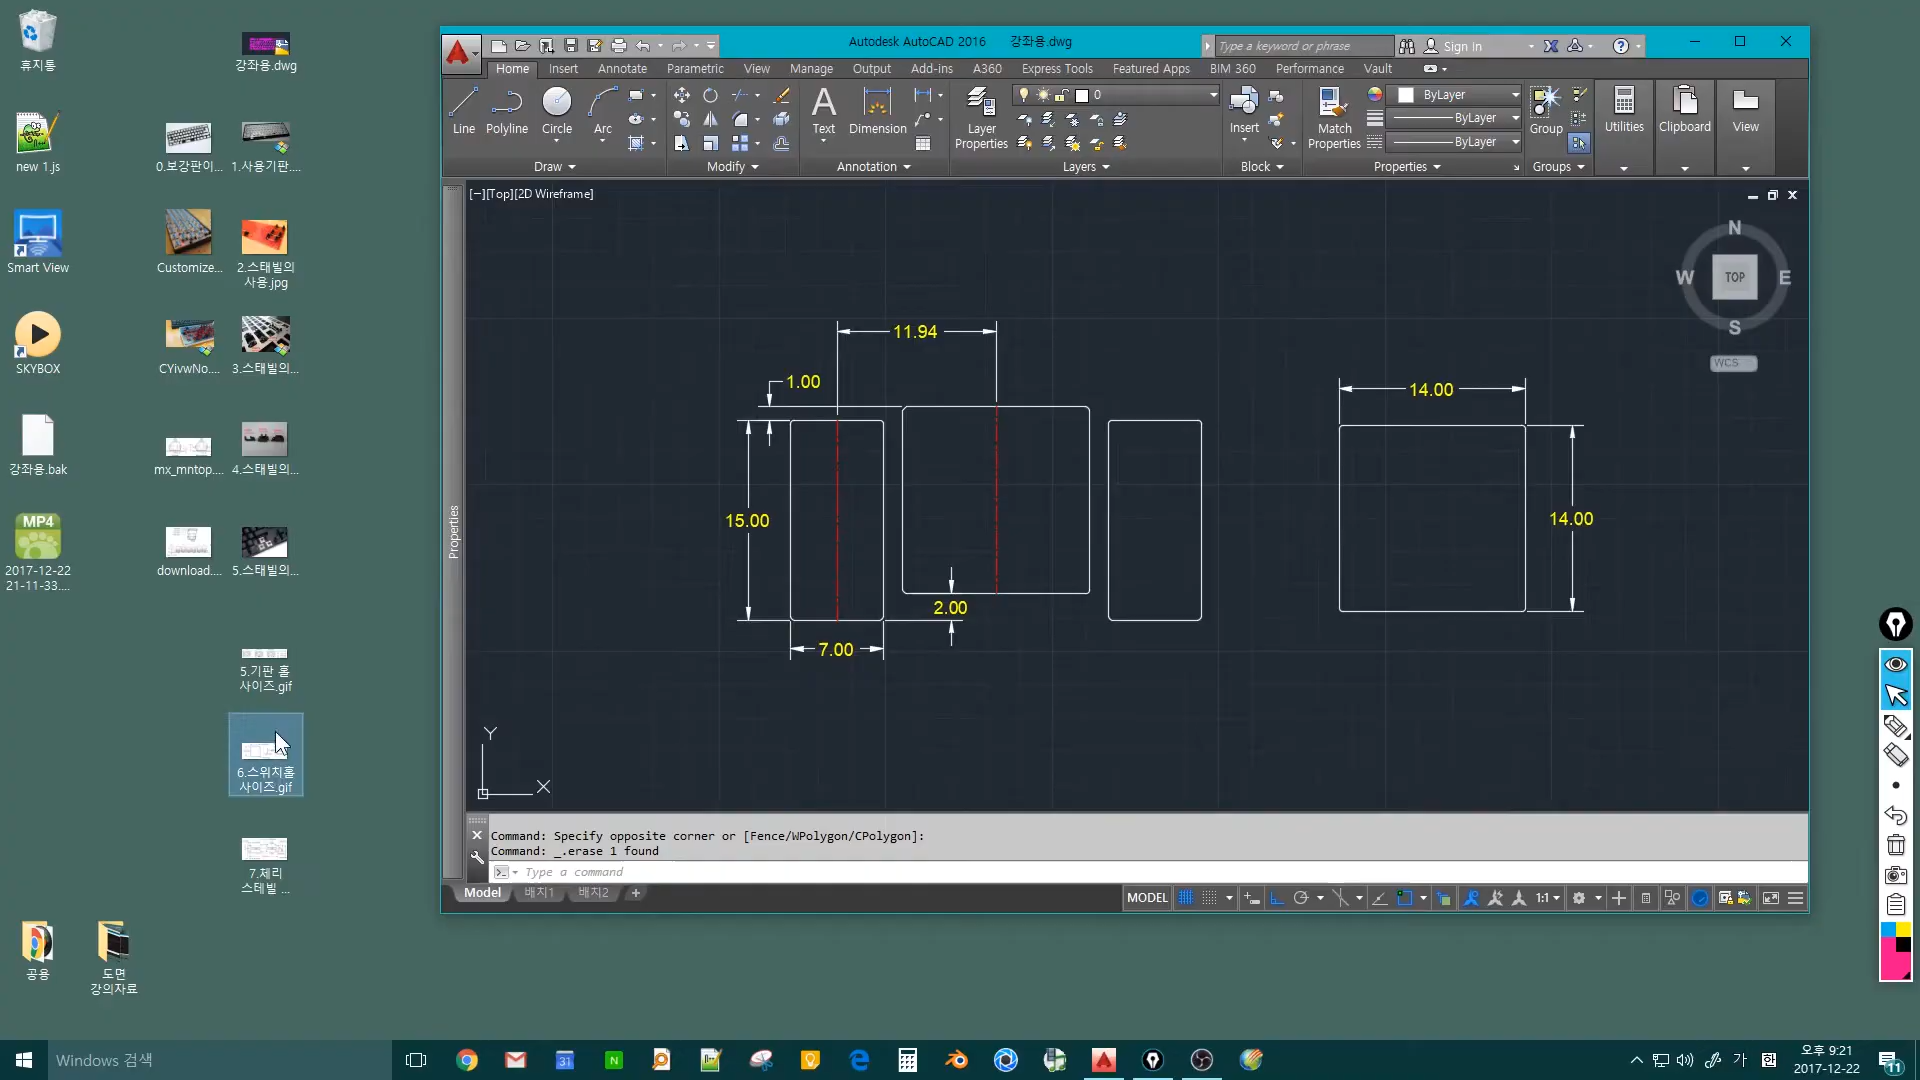 휴지통
강좌용.dwg
new 1.js
0.보강판이...
1.사용기판....
Smart View
Customize...
2.스태빌의
사용.jpg
SKYBOX
CYivwNo....
3.스태빌의...
강좌용.bak
mx_mntop....
4.스태빌의...
MP4
2017-12-22
21-11-33....
download....
5.스태빌의...
5.기판 홀
사이즈.gif
6.스위치홀
사이즈.gif
7.체리
스테빌 ...
공용
도면
강의자료
Autodesk AutoCAD 2016 강좌용.dwg
Type a keyword or phrase
Sign In
Home Insert Annotate Parametric View Manage Output Add-ins A360 Express Tools Featured Apps BIM 360 Performance Vault
Line Polyline Circle Arc
Draw
Modify
Text Dimension
Annotation
Layer
Properties
0
Layers
Insert
Block
Match
Properties
ByLayer
ByLayer
ByLayer
Properties
Group
Groups
Utilities
Clipboard
View
[−][Top][2D Wireframe]
Properties
N
W TOP E
S
WCS
11.94
1.00
14.00
15.00
14.00
2.00
7.00
Y
X
Command: Specify opposite corner or [Fence/WPolygon/CPolygon]:
Command: _.erase 1 found
Type a command
Model 배치1 배치2 +
MODEL
1:1
Windows 검색
31
N
가
오후 9:21
2017-12-22
11